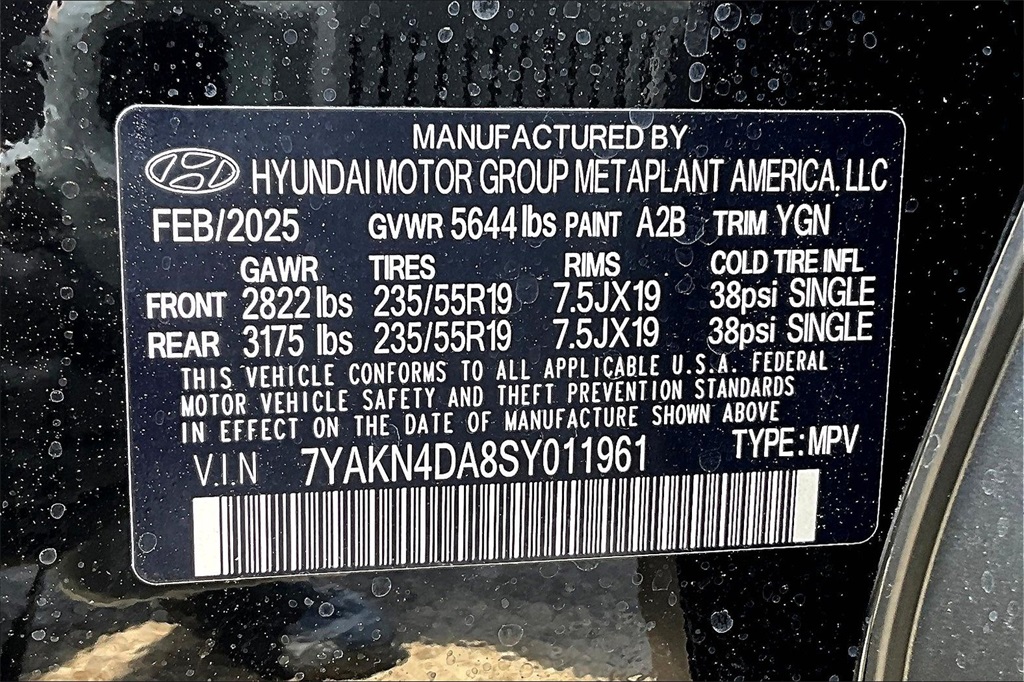 MANUFACTURED BY
HYUNDAI MOTOR GROUP METAPLANT AMERICA. LLC
FEB/2025 GVWR 5644 lbs PAINT A2B TRIM YGN
GAWR TIRES RIMS COLD TIRE INFL
FRONT 2822 lbs 235/55R19 7.5JX19 38psi SINGLE
REAR 3175 lbs 235/55R19 7.5JX19 38psi SINGLE
THIS VEHICLE CONFORMS TO ALL APPLICABLE U.S.A. FEDERAL
MOTOR VEHICLE SAFETY AND THEFT PREVENTION STANDARDS
IN EFFECT ON THE DATE OF MANUFACTURE SHOWN ABOVE
V.I.N 7YAKN4DA8SY011961 TYPE:MPV